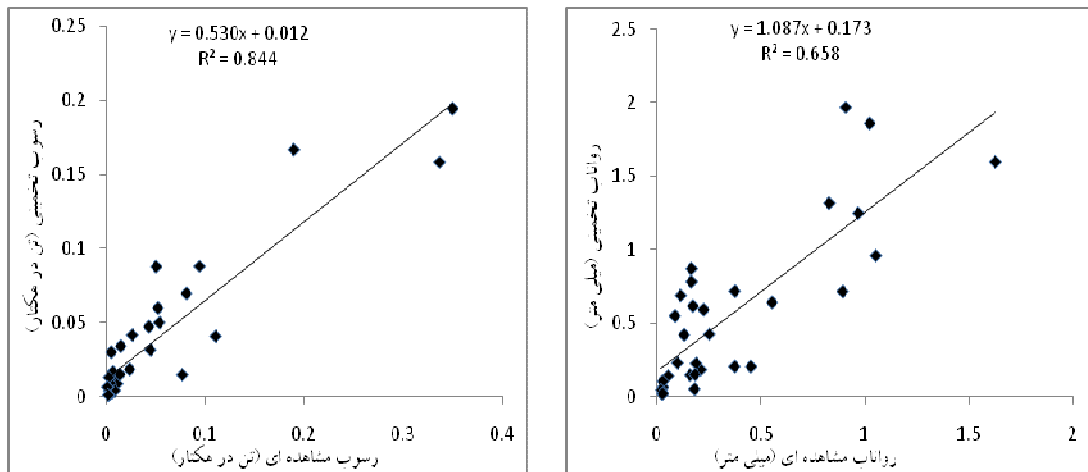 y = 0.530x + 0.012
R² = 0.844
0.25
0.2
0.15
0.1
0.05
0
رسوب تخمینی (تن در هکتار)
0 0.1 0.2 0.3 0.4
رسوب مشاهده ای (تن در هکتار)
y = 1.087x + 0.173
R² = 0.658
2.5
2
1.5
1
0.5
0
رواناب تخمینی (میلی متر)
0 0.5 1 1.5 2
رواناب مشاهده ای (میلی متر)